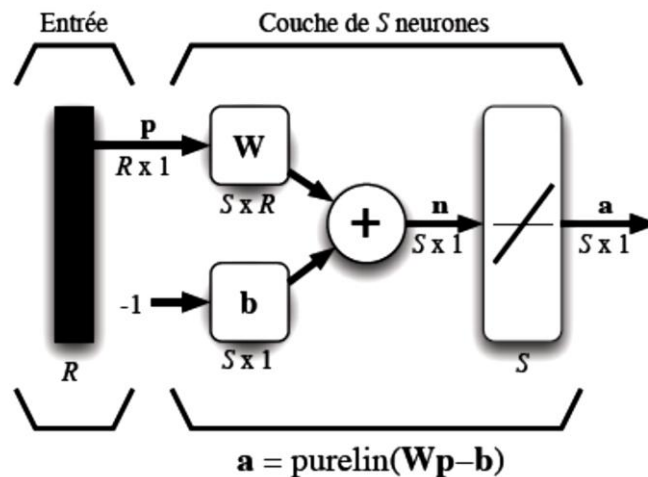 Entrée
Couche de S neurones
p
R x 1
W
S x R
+
n
S x 1
a
S x 1
-1
b
S x 1
R
S
a = purelin(Wp–b)